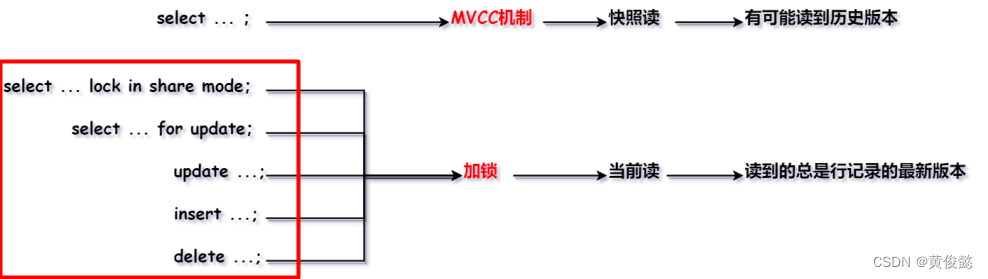 select ... ; MVCC机制 快照读 有可能读到历史版本
select ... lock in share mode;
select ... for update;
update ...; 加锁 当前读 读到的总是行记录的最新版本
insert ...;
delete ...;
CSDN @黄俊懿